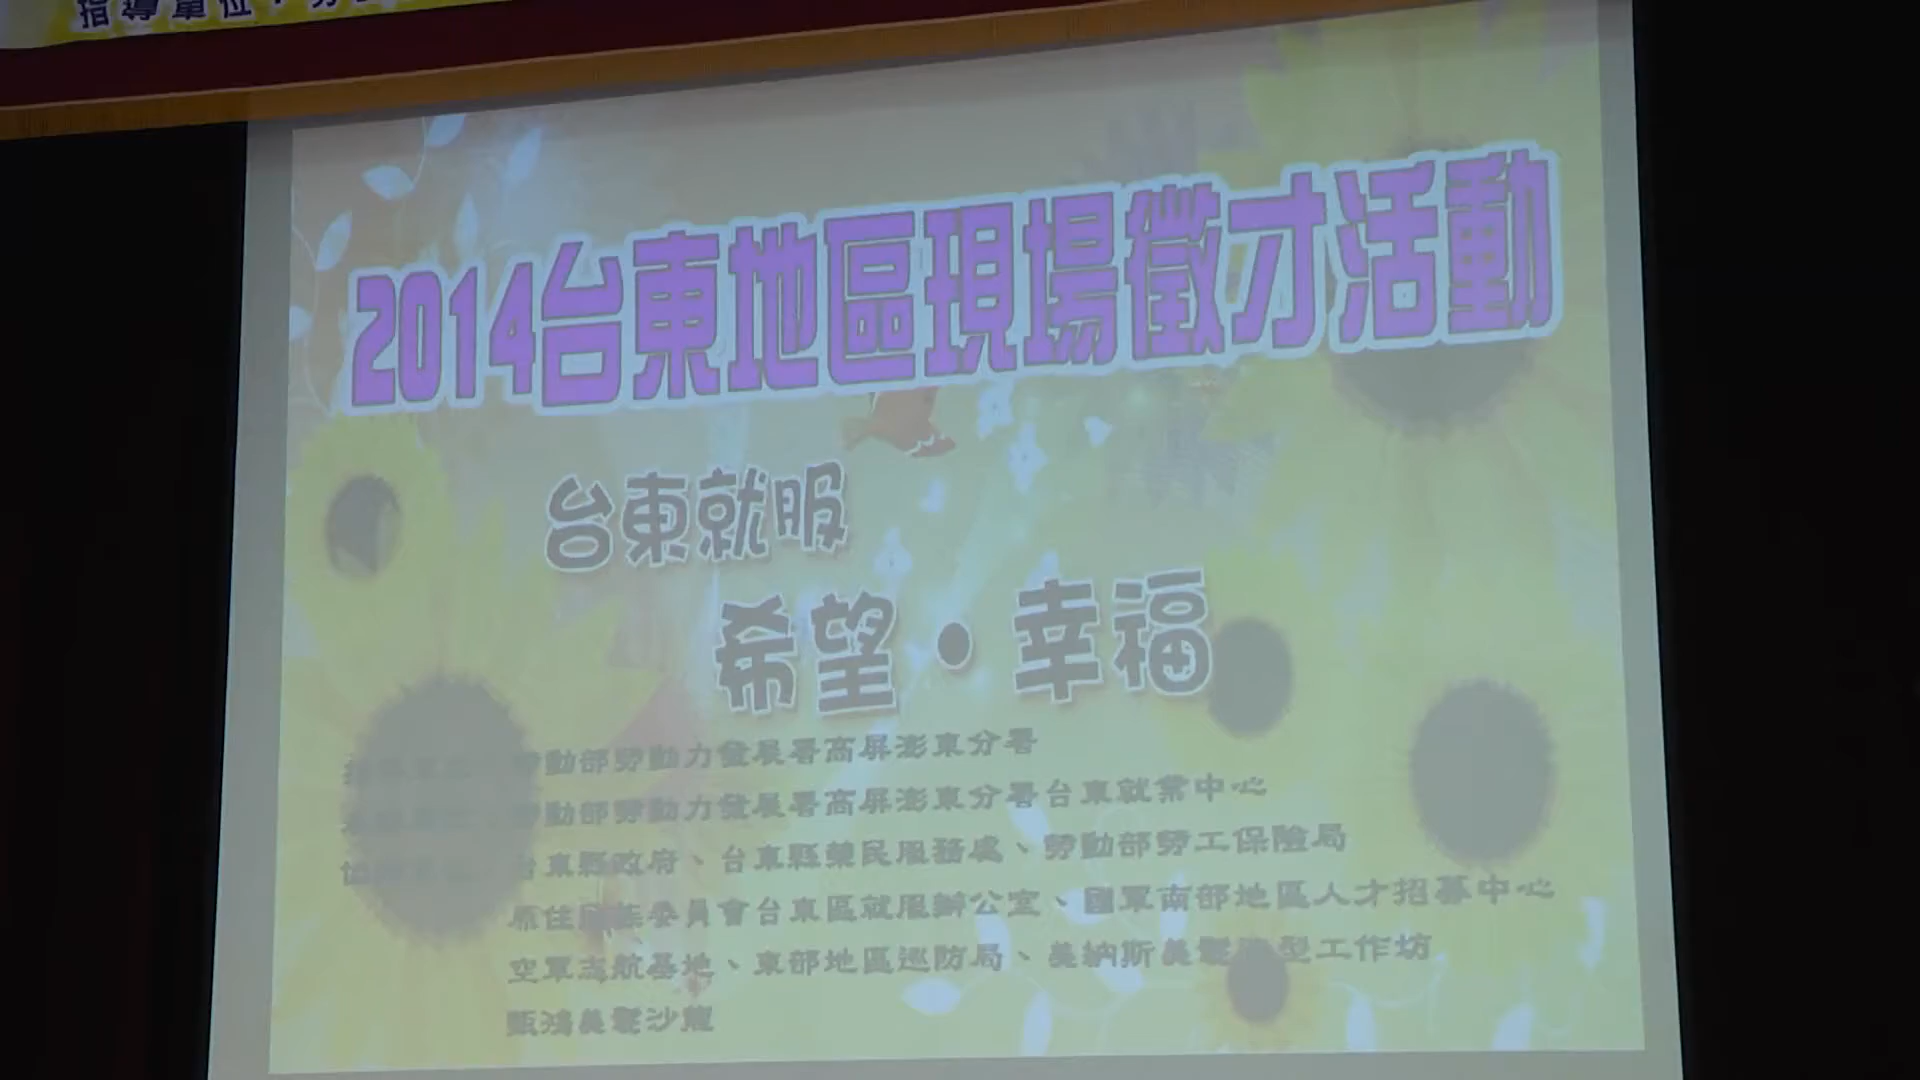 指導單位：勞
2014台東地區現場徵才活動
台東就服
希望•幸福
勞動部勞動力發展署高屏澎東分署
勞動部勞動力發展署高屏澎東分署台東就業中心
台東縣政府、台東縣榮民服務處、勞動部勞工保險局
原住民族委員會台東區就服辦公室、國軍南部地區人才招募中心
空軍志航基地、東部地區巡防局、美納斯美髮造型工作坊
甄鴻美髮沙龍